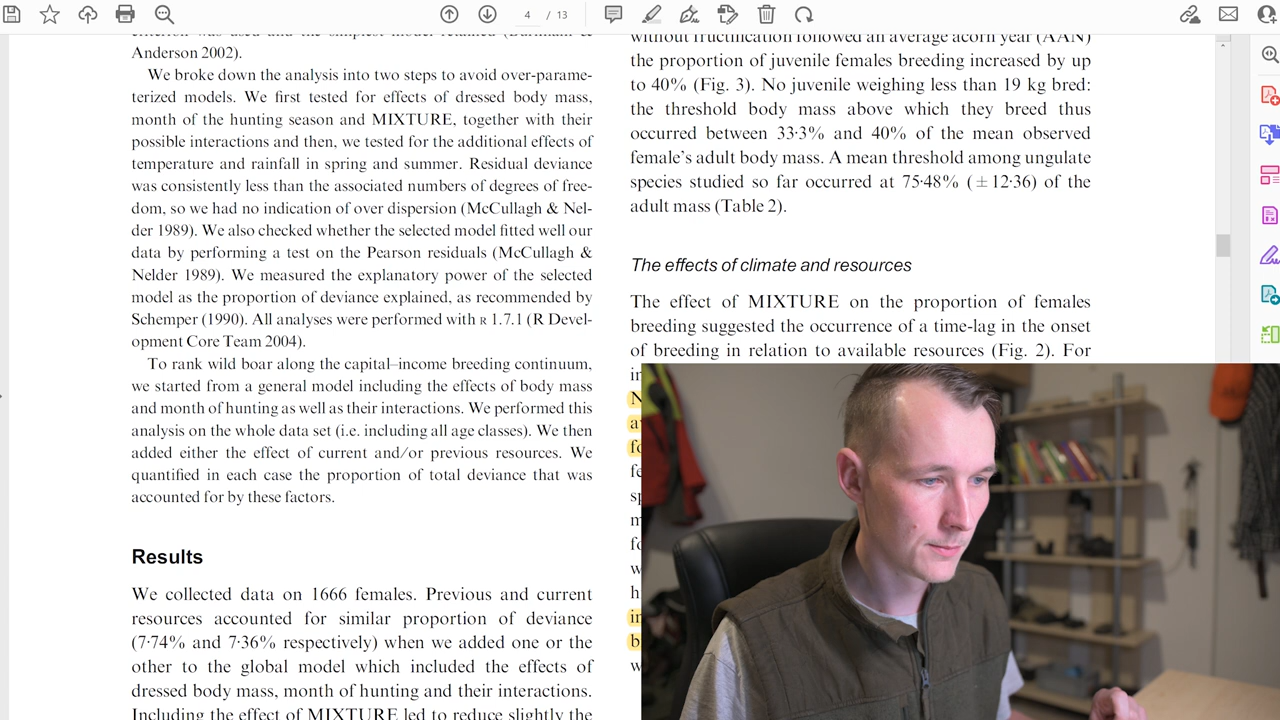 4 / 13
criterion was used and the simplest model retained (Burnham &
Anderson 2002).
We broke down the analysis into two steps to avoid over-parame-
terized models. We first tested for effects of dressed body mass,
month of the hunting season and MIXTURE, together with their
possible interactions and then, we tested for the additional effects of
temperature and rainfall in spring and summer. Residual deviance
was consistently less than the associated numbers of degrees of free-
dom, so we had no indication of over dispersion (McCullagh & Nel-
der 1989). We also checked whether the selected model fitted well our
data by performing a test on the Pearson residuals (McCullagh &
Nelder 1989). We measured the explanatory power of the selected
model as the proportion of deviance explained, as recommended by
Schemper (1990). All analyses were performed with R 1.7.1 (R Devel-
opment Core Team 2004).
To rank wild boar along the capital–income breeding continuum,
we started from a general model including the effects of body mass
and month of hunting as well as their interactions. We performed this
analysis on the whole data set (i.e. including all age classes). We then
added either the effect of current and/or previous resources. We
quantified in each case the proportion of total deviance that was
accounted for by these factors.
Results
We collected data on 1666 females. Previous and current
resources accounted for similar proportion of deviance
(7·74% and 7·36% respectively) when we added one or the
other to the global model which included the effects of
dressed body mass, month of hunting and their interactions.
Including the effect of MIXTURE led to reduce slightly the
without fructification followed an average acorn year (AAN)
the proportion of juvenile females breeding increased by up
to 40% (Fig. 3). No juvenile weighing less than 19 kg bred:
the threshold body mass above which they breed thus
occurred between 33·3% and 40% of the mean observed
female's adult body mass. A mean threshold among ungulate
species studied so far occurred at 75·48% (±12·36) of the
adult mass (Table 2).
The effects of climate and resources
The effect of MIXTURE on the proportion of females
breeding suggested the occurrence of a time-lag in the onset
of breeding in relation to available resources (Fig. 2). For